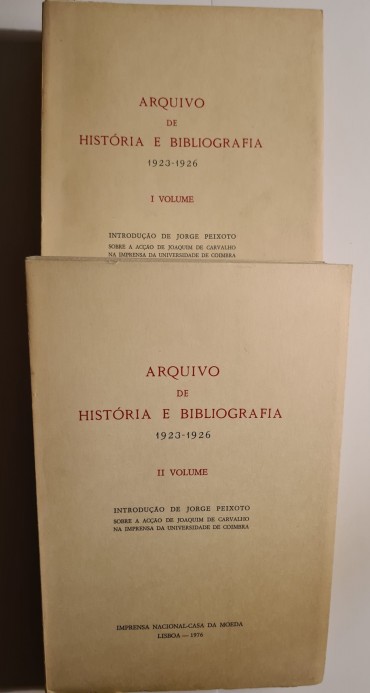 ARQUIVO
DE
HISTÓRIA E BIBLIOGRAFIA
1923-1926
I VOLUME
INTRODUÇÃO DE JORGE PEIXOTO
SOBRE A ACÇÃO DE JOAQUIM DE CARVALHO
NA IMPRENSA DA UNIVERSIDADE DE COIMBRA
ARQUIVO
DE
HISTÓRIA E BIBLIOGRAFIA
1923-1926
II VOLUME
INTRODUÇÃO DE JORGE PEIXOTO
SOBRE A ACÇÃO DE JOAQUIM DE CARVALHO
NA IMPRENSA DA UNIVERSIDADE DE COIMBRA
IMPRENSA NACIONAL-CASA DA MOEDA
LISBOA — 1976